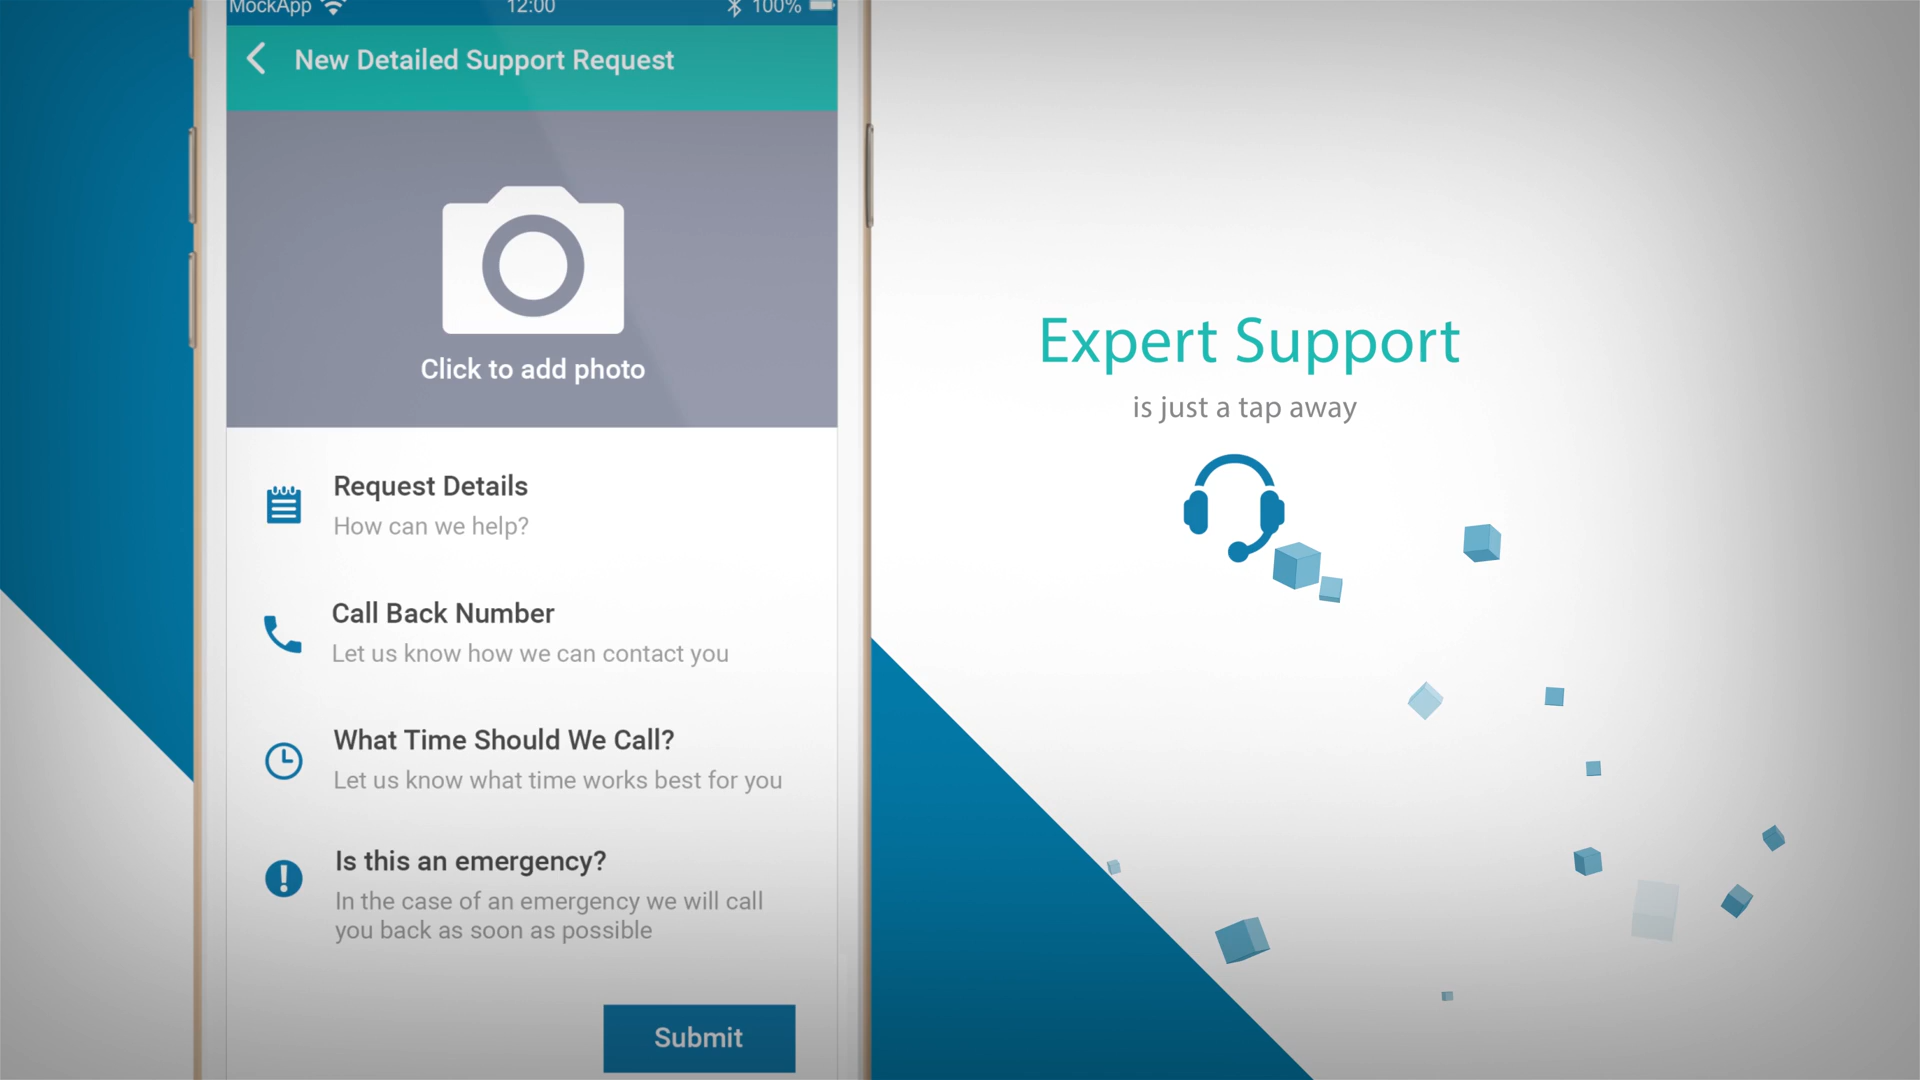 MockApp 12:00 100%
New Detailed Support Request
Click to add photo
Request Details
How can we help?
Call Back Number
Let us know how we can contact you
What Time Should We Call?
Let us know what time works best for you
Is this an emergency?
In the case of an emergency we will call
you back as soon as possible
Submit
Expert Support
is just a tap away